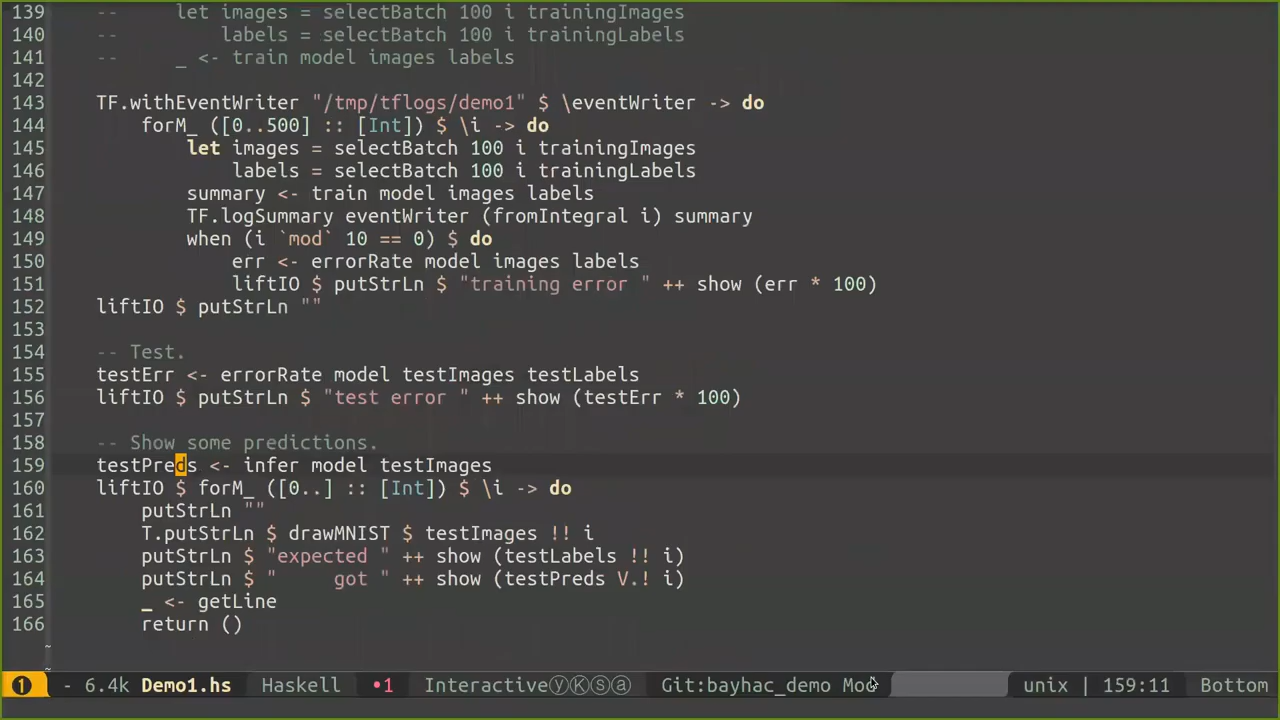 139 --     let images = selectBatch 100 i trainingImages
140 --         labels = selectBatch 100 i trainingLabels
141 --     _ <- train model images labels
142
143 TF.withEventWriter "/tmp/tflogs/demo1" $ \eventWriter -> do
144     forM_ ([0..500] :: [Int]) $ \i -> do
145         let images = selectBatch 100 i trainingImages
146             labels = selectBatch 100 i trainingLabels
147         summary <- train model images labels
148         TF.logSummary eventWriter (fromIntegral i) summary
149         when (i `mod` 10 == 0) $ do
150             err <- errorRate model images labels
151             liftIO $ putStrLn $ "training error " ++ show (err * 100)
152 liftIO $ putStrLn ""
153
154 -- Test.
155 testErr <- errorRate model testImages testLabels
156 liftIO $ putStrLn $ "test error " ++ show (testErr * 100)
157
158 -- Show some predictions.
159 testPreds <- infer model testImages
160 liftIO $ forM_ ([0..] :: [Int]) $ \i -> do
161     putStrLn ""
162     T.putStrLn $ drawMNIST $ testImages !! i
163     putStrLn $ "expected " ++ show (testLabels !! i)
164     putStrLn $ "     got " ++ show (testPreds V.! i)
165     _ <- getLine
166     return ()
~
~
❶ - 6.4k Demo1.hs Haskell •1 InteractiveⓨⓀⓢⓐ Git:bayhac_demo Mod unix | 159:11 Bottom